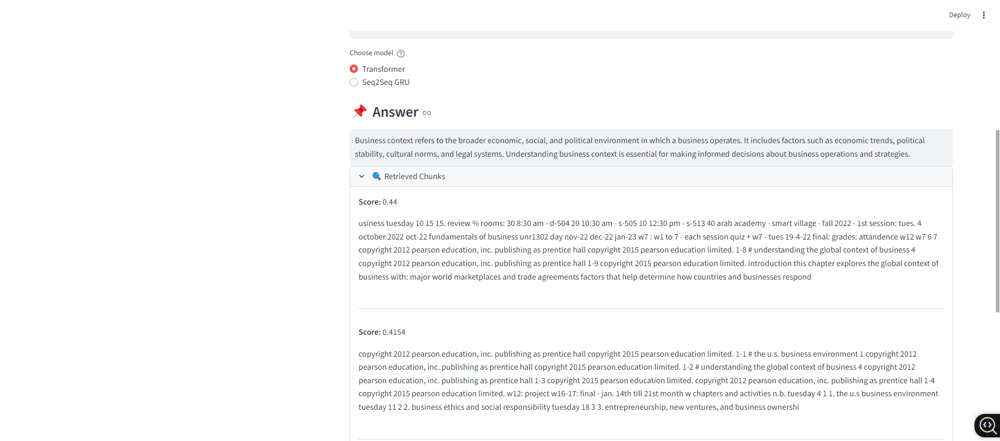 Deploy
Choose model
Transformer
Seq2Seq GRU
Answer
Business context refers to the broader economic, social, and political environment in which a business operates. It includes factors such as economic trends, political
stability, cultural norms, and legal systems. Understanding business context is essential for making informed decisions about business operations and strategies.
Retrieved Chunks
Score: 0.44
usiness tuesday 10 15 15. review % rooms: 30 8:30 am - d-504 20 10:30 am - s-505 10 12:30 pm - s-513 40 arab academy - smart village - fall 2022 - 1st session: tues. 4
october 2022 oct-22 fundamentals of business unr1302 day nov-22 dec-22 jan-23 w7 : w1 to 7 - each session quiz + w7 - tues 19-4-22 final: grades: attandence w12 w7 6 7
copyright 2012 pearson education, inc. publishing as prentice hall copyright 2015 pearson education limited. 1-8 # understanding the global context of business 4
copyright 2012 pearson education, inc. publishing as prentice hall 1-9 copyright 2015 pearson education limited. introduction this chapter explores the global context of
business with: major world marketplaces and trade agreements factors that help determine how countries and businesses respond
Score: 0.4154
copyright 2012 pearson education, inc. publishing as prentice hall copyright 2015 pearson education limited. 1-1 # the u.s. business environment 1 copyright 2012
pearson education, inc. publishing as prentice hall copyright 2015 pearson education limited. 1-2 # understanding the global context of business 4 copyright 2012
pearson education, inc. publishing as prentice hall 1-3 copyright 2015 pearson education limited. copyright 2012 pearson education, inc. publishing as prentice hall 1-4
copyright 2015 pearson education limited. w12: project w16-17: final - jan. 14th till 21st month w chapters and activities n.b. tuesday 4 1 1. the u.s business environment
tuesday 11 2 2. business ethics and social responsibility tuesday 18 3 3. entrepreneurship, new ventures, and business ownershi